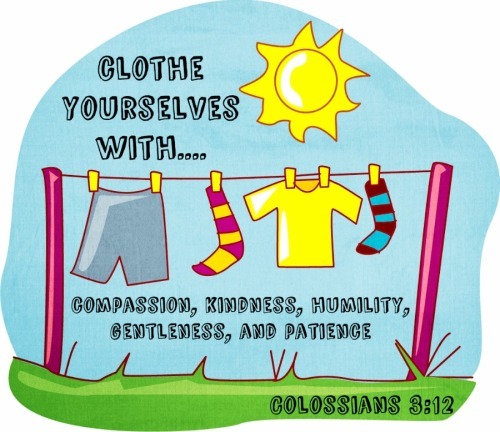 CLOTHE
YOURSELVES
WITH....
COMPASSION, KINDNESS, HUMILITY,
GENTLENESS, AND PATIENCE
COLOSSIANS 3:12